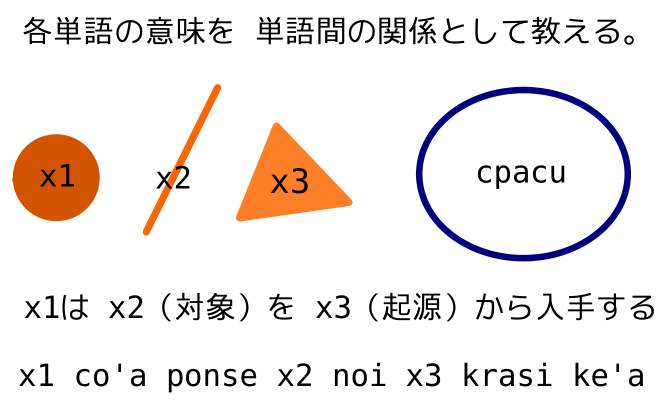 各単語の意味を 単語間の関係として教える。
x1 x2 x3 cpacu
x1は x2（対象）を x3（起源）から入手する
x1 co'a ponse x2 noi x3 krasi ke'a